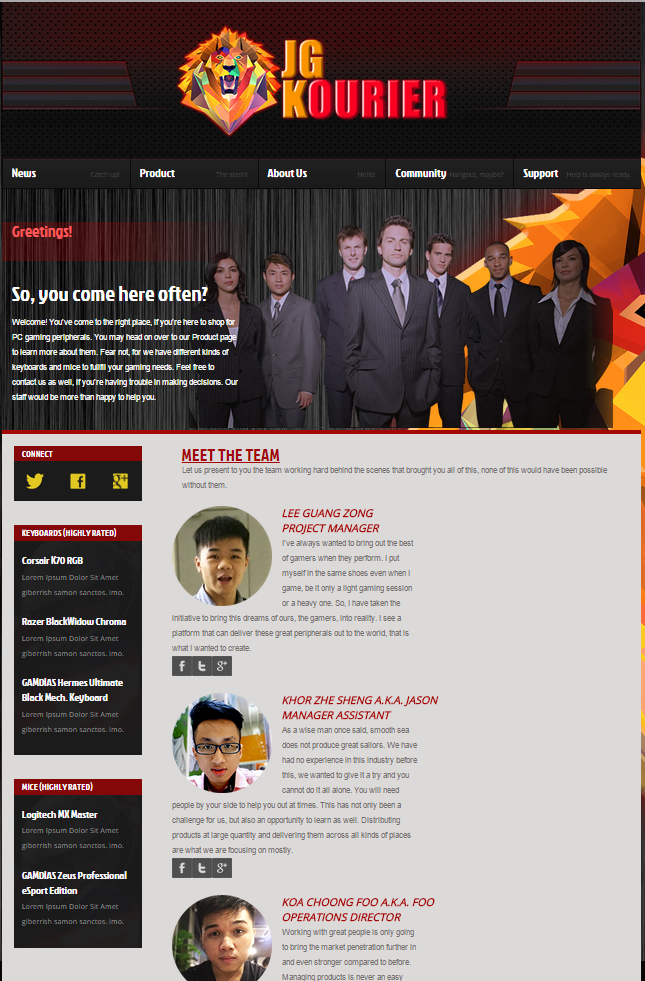 JG
KOURIER
News Catch up!
Product The stash!
About Us Hello!
Community Hangout, maybe?
Support Help is always ready.
Greetings!
So, you come here often?
Welcome! You've come to the right place, if you're here to shop for
PC gaming peripherals. You may head on over to our Product page
to learn more about them. Fear not, for we have different kinds of
keyboards and mice to fulfill your gaming needs. Feel free to
contact us as well, if you're having trouble in making decisions. Our
staff would be more than happy to help you.
CONNECT
KEYBOARDS (HIGHLY RATED)
Corsair K70 RGB
Lorem Ipsum Dolor Sit Amet
giberrish samon sanctos. imo.
Razer BlackWidow Chroma
Lorem Ipsum Dolor Sit Amet
giberrish samon sanctos. imo.
GAMDIAS Hermes Ultimate
Black Mech. Keyboard
Lorem Ipsum Dolor Sit Amet
giberrish samon sanctos. imo.
MICE (HIGHLY RATED)
Logitech MX Master
Lorem Ipsum Dolor Sit Amet
giberrish samon sanctos. imo.
GAMDIAS Zeus Professional
eSport Edition
Lorem Ipsum Dolor Sit Amet
giberrish samon sanctos. imo.
MEET THE TEAM
Let us present to you the team working hard behind the scenes that brought you all of this, none of this would have been possible
without them.
LEE GUANG ZONG
PROJECT MANAGER
I've always wanted to bring out the best
of gamers when they perform. I put
myself in the same shoes even when I
game, be it only a light gaming session
or a heavy one. So, I have taken the
initiative to bring this dreams of ours, the gamers, into reality. I see a
platform that can deliver these great peripherals out to the world, that is
what I wanted to create.
KHOR ZHE SHENG A.K.A. JASON
MANAGER ASSISTANT
As a wise man once said, smooth sea
does not produce great sailors. We have
had no experience in this industry before
this, we wanted to give it a try and you
cannot do it all alone. You will need
people by your side to help you out at times. This has not only been a
challenge for us, but also an opportunity to learn as well. Distributing
products at large quantity and delivering them across all kinds of places
are what we are focusing on mostly.
KOA CHOONG FOO A.K.A. FOO
OPERATIONS DIRECTOR
Working with great people is only going
to bring the market penetration further in
and even stronger compared to before.
Managing products is never an easy